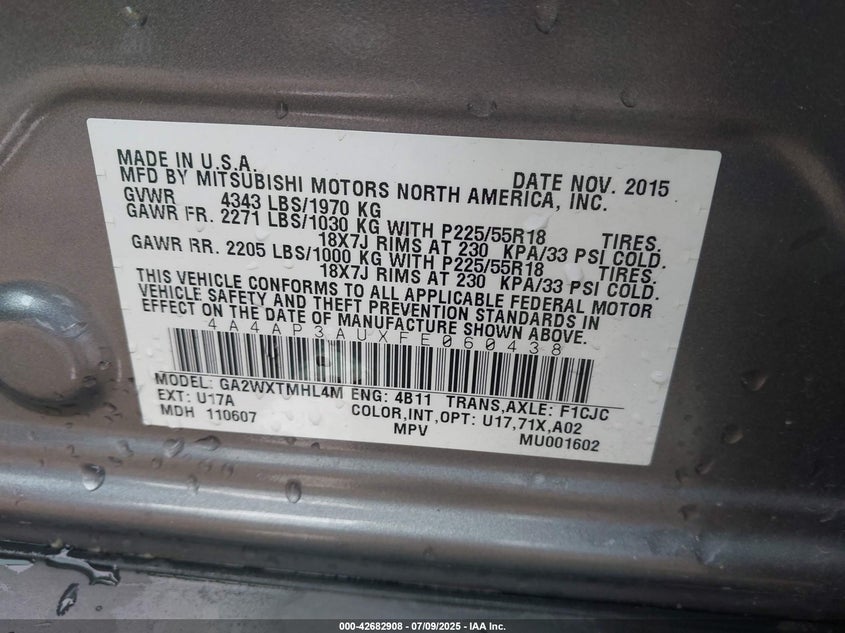 MADE IN U.S.A. DATE NOV. 2015
MFD BY MITSUBISHI MOTORS NORTH AMERICA, INC.
GVWR 4343 LBS/1970 KG
GAWR FR. 2271 LBS/1030 KG WITH P225/55R18 TIRES.
18X7J RIMS AT 230 KPA/33 PSI COLD.
GAWR RR. 2205 LBS/1000 KG WITH P225/55R18 TIRES.
18X7J RIMS AT 230 KPA/33 PSI COLD.
THIS VEHICLE CONFORMS TO ALL APPLICABLE FEDERAL MOTOR
VEHICLE SAFETY AND THEFT PREVENTION STANDARDS IN
EFFECT ON THE DATE OF MANUFACTURE SHOWN ABOVE.
4A4AP3AUXFE060438
MODEL: GA2WXTMHL4M ENG: 4B11 TRANS,AXLE: F1CJC
EXT: U17A COLOR,INT,OPT: U17,71X,A02
MDH 110607 MPV MU001602
000-42682908 | 07/09/2025 - IAA Inc.